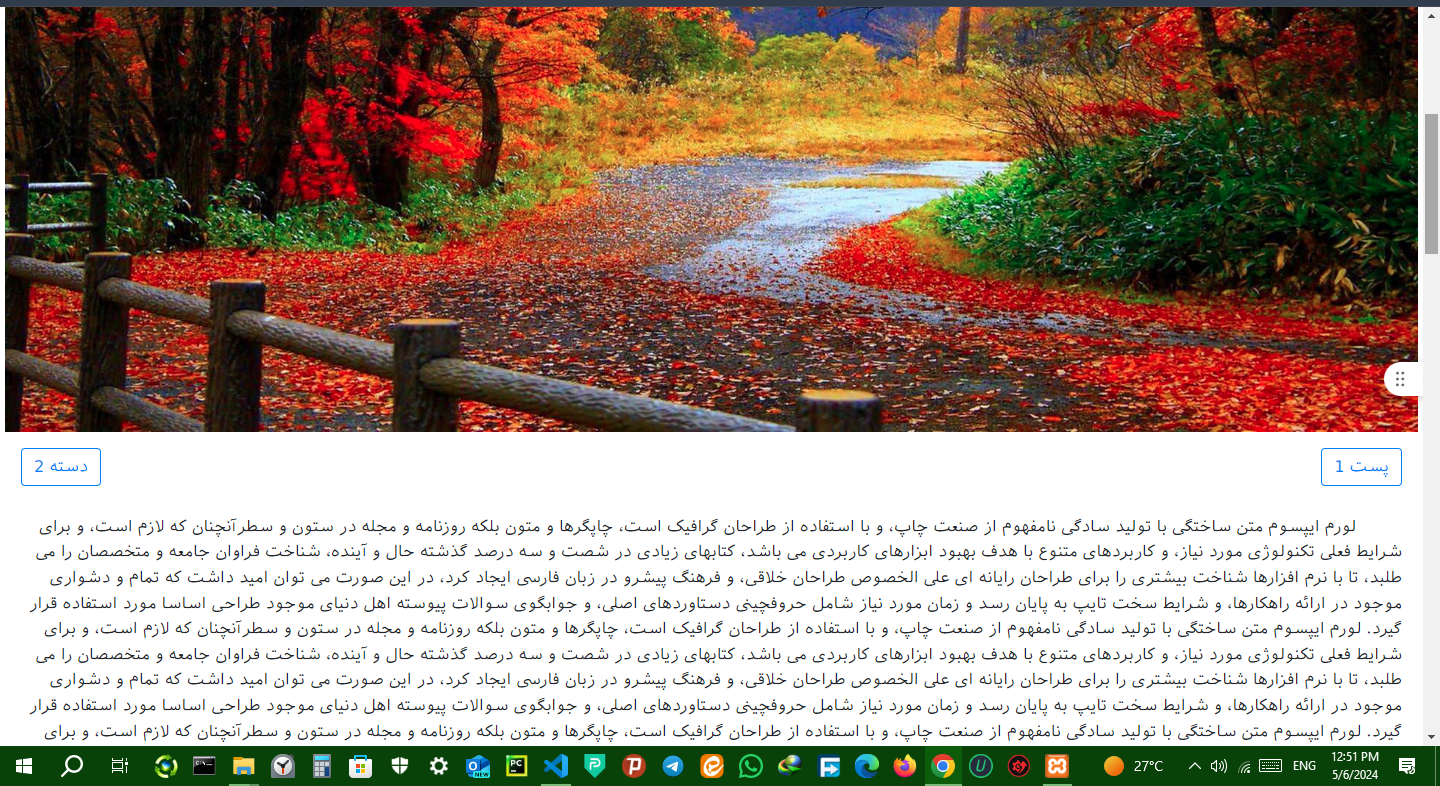 پست 1
دسته 2
لورم ایپسوم متن ساختگی با تولید سادگی نامفهوم از صنعت چاپ، و با استفاده از طراحان گرافیک است، چاپگرها و متون بلکه روزنامه و مجله در ستون و سطرآنچنان که لازم است، و برای
شرایط فعلی تکنولوژی مورد نیاز، و کاربردهای متنوع با هدف بهبود ابزارهای کاربردی می باشد، کتابهای زیادی در شصت و سه درصد گذشته حال و آینده، شناخت فراوان جامعه و متخصصان را می
طلبد، تا با نرم افزارها شناخت بیشتری را برای طراحان رایانه ای علی الخصوص طراحان خلاقی، و فرهنگ پیشرو در زبان فارسی ایجاد کرد، در این صورت می توان امید داشت که تمام و دشواری
موجود در ارائه راهکارها، و شرایط سخت تایپ به پایان رسد و زمان مورد نیاز شامل حروفچینی دستاوردهای اصلی، و جوابگوی سوالات پیوسته اهل دنیای موجود طراحی اساسا مورد استفاده قرار
گیرد. لورم ایپسوم متن ساختگی با تولید سادگی نامفهوم از صنعت چاپ، و با استفاده از طراحان گرافیک است، چاپگرها و متون بلکه روزنامه و مجله در ستون و سطرآنچنان که لازم است، و برای
شرایط فعلی تکنولوژی مورد نیاز، و کاربردهای متنوع با هدف بهبود ابزارهای کاربردی می باشد، کتابهای زیادی در شصت و سه درصد گذشته حال و آینده، شناخت فراوان جامعه و متخصصان را می
طلبد، تا با نرم افزارها شناخت بیشتری را برای طراحان رایانه ای علی الخصوص طراحان خلاقی، و فرهنگ پیشرو در زبان فارسی ایجاد کرد، در این صورت می توان امید داشت که تمام و دشواری
موجود در ارائه راهکارها، و شرایط سخت تایپ به پایان رسد و زمان مورد نیاز شامل حروفچینی دستاوردهای اصلی، و جوابگوی سوالات پیوسته اهل دنیای موجود طراحی اساسا مورد استفاده قرار
گیرد. لورم ایپسوم متن ساختگی با تولید سادگی نامفهوم از صنعت چاپ، و با استفاده از طراحان گرافیک است، چاپگرها و متون بلکه روزنامه و مجله در ستون و سطرآنچنان که لازم است، و برای
27°C
ENG
12:51 PM
5/6/2024